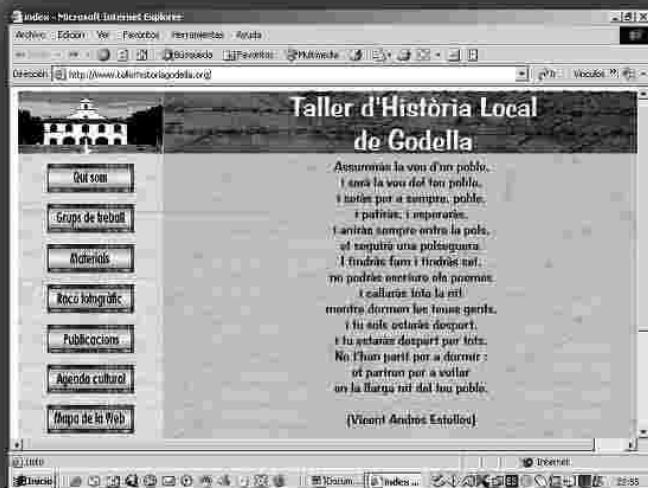 index - Microsoft Internet Explorer
Archivo Edición Ver Favoritos Herramientas Ayuda
Búsqueda Favoritos Multimedia
Dirección http://www.tallerhistoriagodella.org/ Ir Vínculos »
Taller d'Història Local
de Godella
Qui som
Grups de treball
Materials
Racó fotogràfic
Publicacions
Agenda cultural
Mapa de la Web
Assumiràs la veu d'un poble,
i serà la veu del teu poble,
i seràs per a sempre, poble,
i patiràs, i esperaràs,
i aniràs sempre entre la pols,
et seguirà una polseguera.
I tindràs fam i tindràs set,
no podràs escriure els poemes
i callaràs tota la nit
mentre dormen les teues gents,
i tu sols estaràs despert,
i tu estaràs despert per tots.
No t'han parit per a dormir :
et pariren per a vetlar
en la llarga nit del teu poble.
(Vicent Andrés Estellés)
Listo
Internet
Inicio
index ...